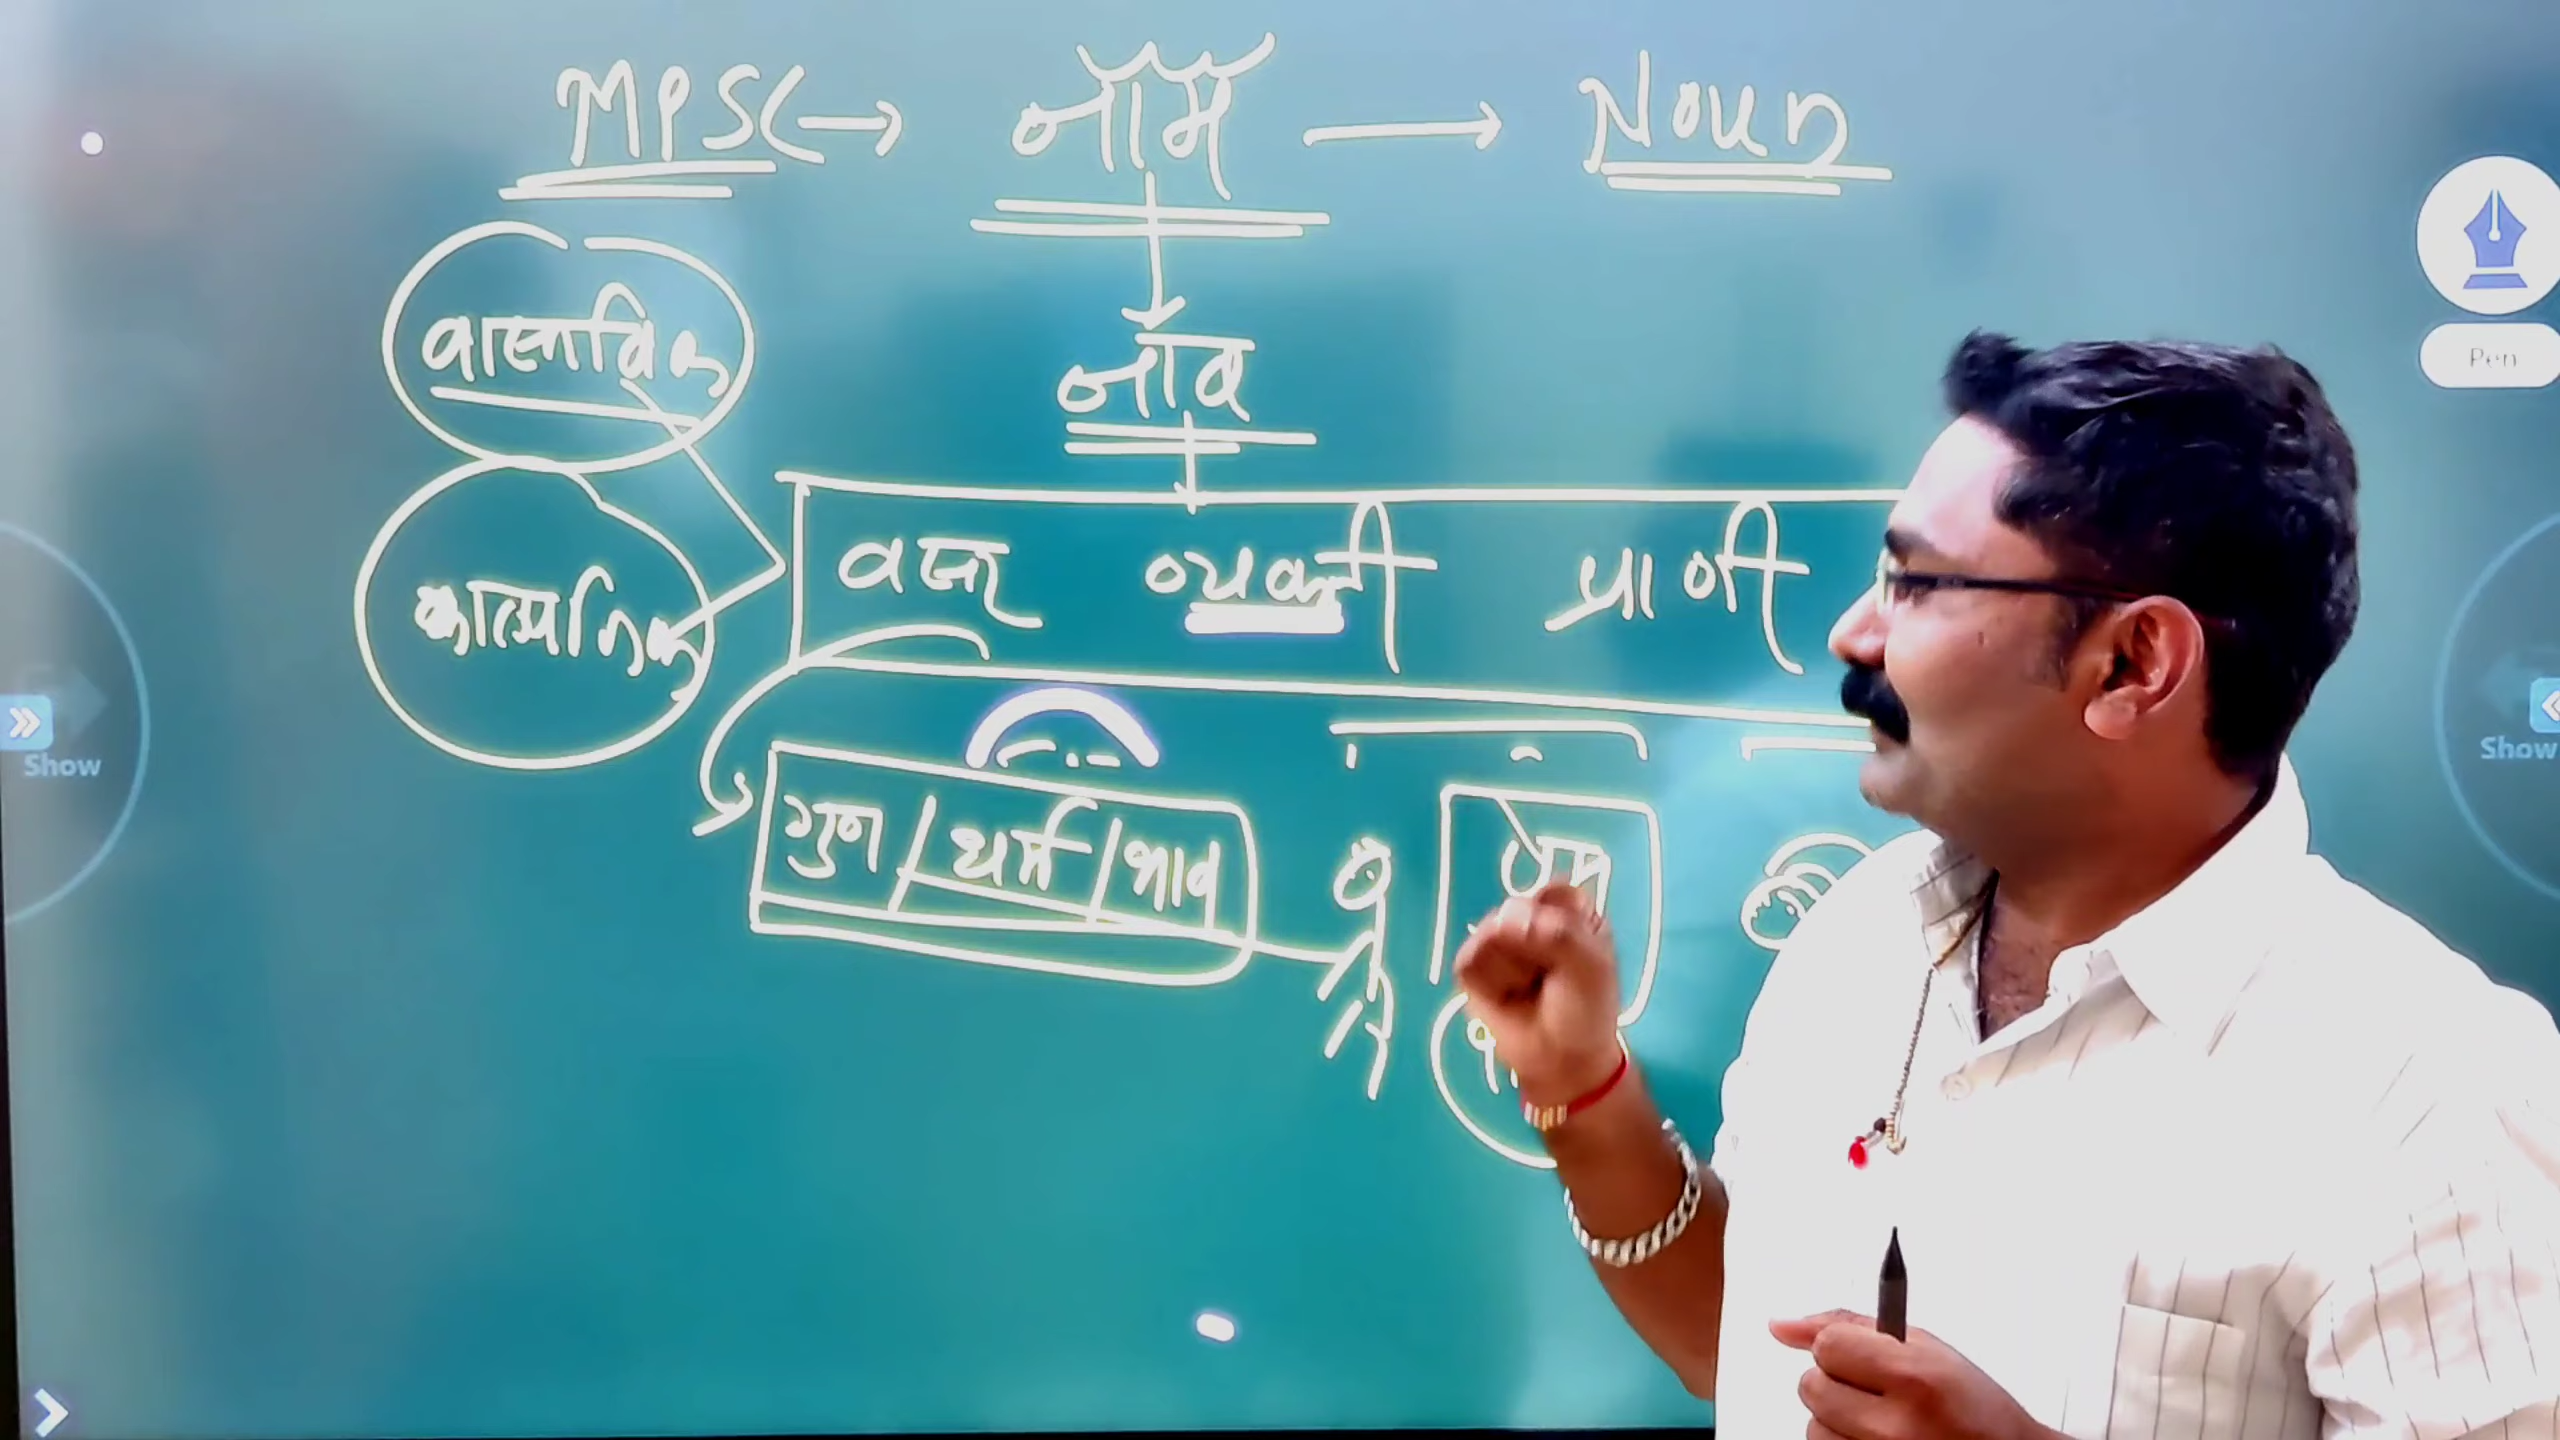 MPSC → नाम → Noun
नाव
वास्तविक
काल्पनिक
वस्तू व्यक्ती प्राणी
गुण / धर्म / भाव
Pen
Show
Show